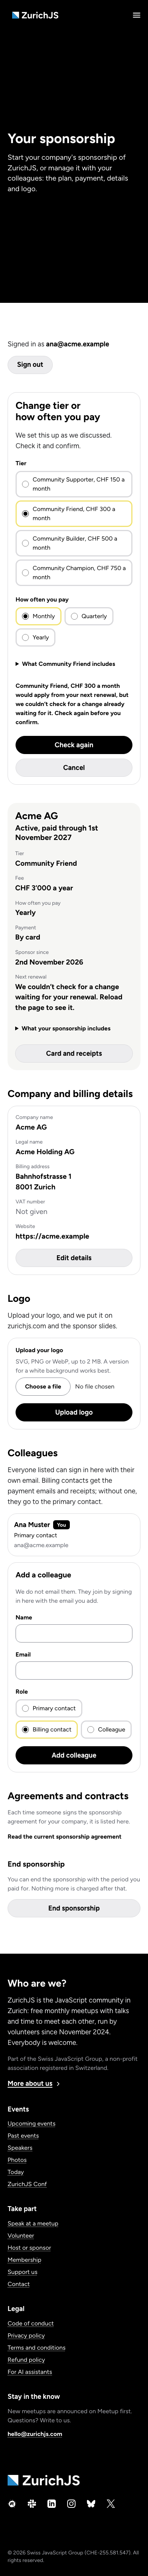 ZurichJS
Your sponsorship
Start your company's sponsorship of
ZurichJS, or manage it with your
colleagues: the plan, payment, details
and logo.
Signed in as ana@acme.example
Sign out
Change tier or
how often you pay
We set this up as we discussed.
Check it and confirm.
Tier
Community Supporter, CHF 150 a
month
Community Friend, CHF 300 a
month
Community Builder, CHF 500 a
month
Community Champion, CHF 750 a
month
How often you pay
Monthly
Quarterly
Yearly
What Community Friend includes
Community Friend, CHF 300 a month
would apply from your next renewal, but
we couldn't check for a change already
waiting for it. Check again before you
confirm.
Check again
Cancel
Acme AG
Active, paid through 1st
November 2027
Tier
Community Friend
Fee
CHF 3'000 a year
How often you pay
Yearly
Payment
By card
Sponsor since
2nd November 2026
Next renewal
We couldn't check for a change
waiting for your renewal. Reload
the page to see it.
What your sponsorship includes
Card and receipts
Company and billing details
Company name
Acme AG
Legal name
Acme Holding AG
Billing address
Bahnhofstrasse 1
8001 Zurich
VAT number
Not given
Website
https://acme.example
Edit details
Logo
Upload your logo, and we put it on
zurichjs.com and the sponsor slides.
Upload your logo
SVG, PNG or WebP, up to 2 MB. A version
for a white background works best.
Choose a file
No file chosen
Upload logo
Colleagues
Everyone listed can sign in here with their
own email. Billing contacts get the
payment emails and receipts; without one,
they go to the primary contact.
Ana Muster You
Primary contact
ana@acme.example
Add a colleague
We do not email them. They join by signing
in here with the email you add.
Name
Email
Role
Primary contact
Billing contact
Colleague
Add colleague
Agreements and contracts
Each time someone signs the sponsorship
agreement for your company, it is listed here.
Read the current sponsorship agreement
End sponsorship
You can end the sponsorship with the period you
paid for. Nothing more is charged after that.
End sponsorship
Who are we?
ZurichJS is the JavaScript community in
Zurich: free monthly meetups with talks
and time to meet each other, run by
volunteers since November 2024.
Everybody is welcome.
Part of the Swiss JavaScript Group, a non-profit
association registered in Switzerland.
More about us
Events
Upcoming events
Past events
Speakers
Photos
Today
ZurichJS Conf
Take part
Speak at a meetup
Volunteer
Host or sponsor
Membership
Support us
Contact
Legal
Code of conduct
Privacy policy
Terms and conditions
Refund policy
For AI assistants
Stay in the know
New meetups are announced on Meetup first.
Questions? Write to us.
hello@zurichjs.com
ZurichJS
© 2026 Swiss JavaScript Group (CHE-255.581.547). All
rights reserved.